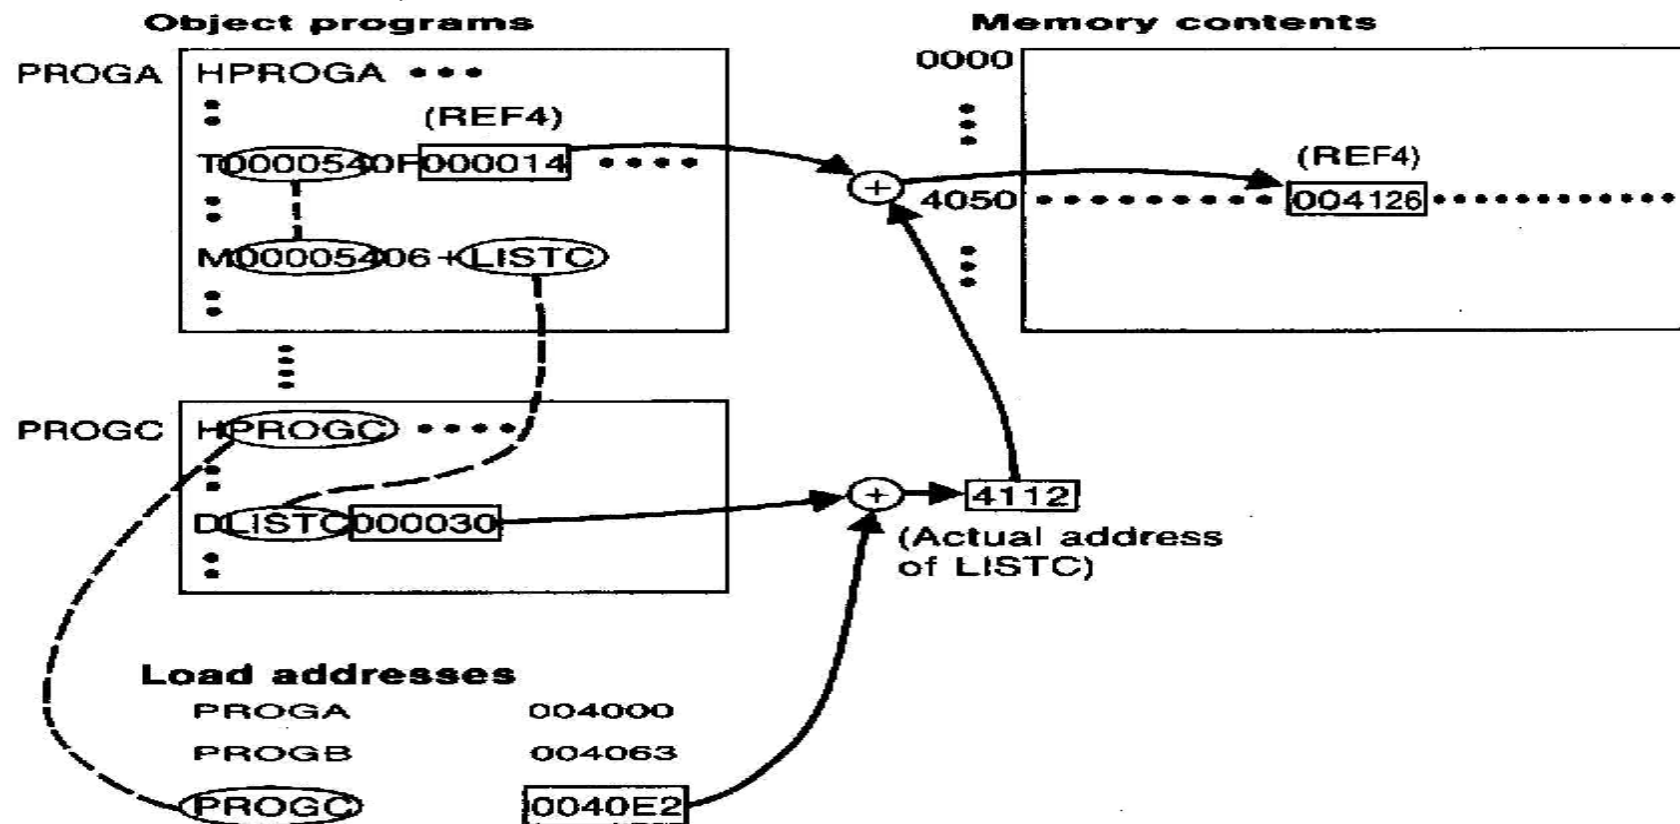 Object programs
Memory contents
PROGA
HPROGA •••
(REF4)
T0000540F000014 ••••
M00005406+LISTC
0000
(REF4)
4050 ••••••••• 004126 •••••••••••••
PROGC
HPROGC ••••
DLISTC000030
4112
(Actual address
of LISTC)
Load addresses
PROGA 004000
PROGB 004063
PROGC 0040E2